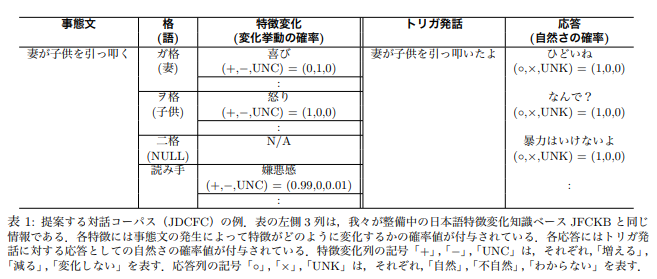 事態文 格 特徴変化 トリガ発話 応答
(語) (変化挙動の確率) (自然さの確率)
妻が子供を引っ叩く ガ格 喜び 妻が子供を引っ叩いたよ ひどいね
(妻) (+,−,UNC) = (0,1,0) (○,×,UNK) = (1,0,0)
:
ヲ格 怒り なんで？
(子供) (+,−,UNC) = (1,0,0) (○,×,UNK) = (1,0,0)
:
ニ格 N/A 暴力はいけないよ
(NULL) (○,×,UNK) = (1,0,0)
読み手 嫌悪感
(+,−,UNC) = (0.99,0,0.01) :
:
表 1: 提案する対話コーパス（JDCFC）の例．表の左側 3 列は，我々が整備中の日本語特徴変化知識ベース JFCKB と同じ
情報である．各特徴には事態文の発生によって特徴がどのように変化するかの確率値が付与されている．各応答にはトリガ発
話に対する応答としての自然さの確率値が付与されている．特徴変化列の記号「+」，「−」，「UNC」は，それぞれ，「増える」，
「減る」，「変化しない」を表す．応答列の記号「○」，「×」，「UNK」は，それぞれ，「自然」，「不自然」，「わからない」を表す．